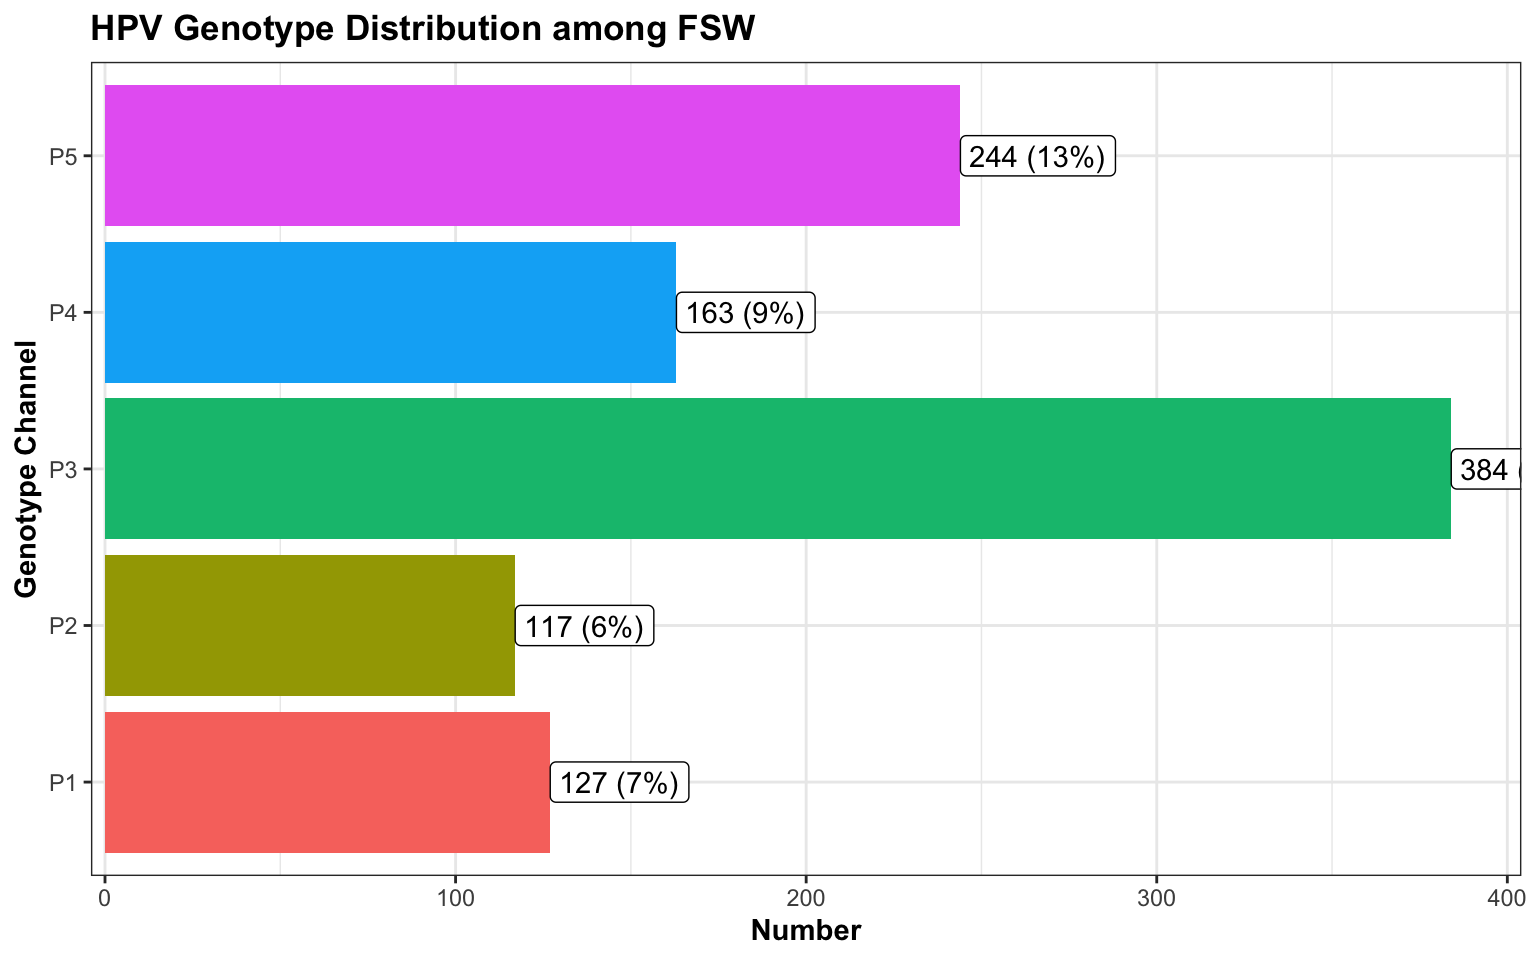 HPV Genotype Distribution among FSW
Genotype Channel
P5
244 (13%)
P4
163 (9%)
P3
384 (
P2
117 (6%)
P1
127 (7%)
0 100 200 300 400
Number